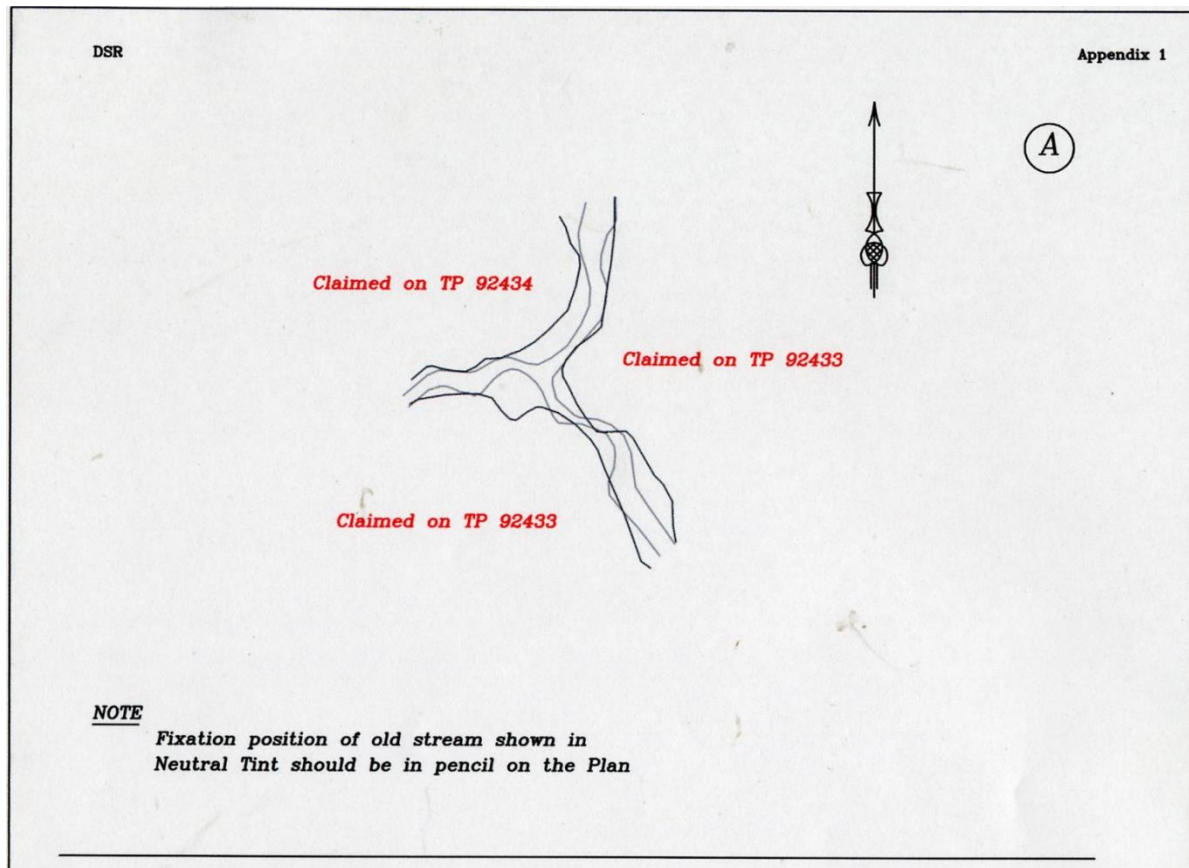 DSR
Appendix 1
A
Claimed on TP 92434
Claimed on TP 92433
Claimed on TP 92433
NOTE
Fixation position of old stream shown in
Neutral Tint should be in pencil on the Plan